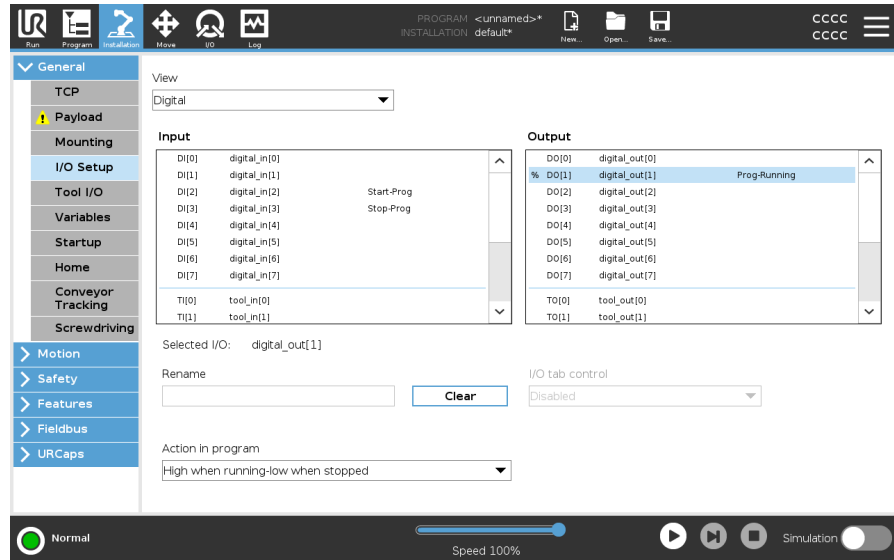 PROGRAM <unnamed>*
INSTALLATION default*
CCCC
CCCC
Run Program Installation Move I/O Log New... Open... Save...
General
TCP
Payload
Mounting
I/O Setup
Tool I/O
Variables
Startup
Home
Conveyor
Tracking
Screwdriving
Motion
Safety
Features
Fieldbus
URCaps
View
Digital
Input
DI[0] digital_in[0]
DI[1] digital_in[1]
DI[2] digital_in[2] Start-Prog
DI[3] digital_in[3] Stop-Prog
DI[4] digital_in[4]
DI[5] digital_in[5]
DI[6] digital_in[6]
DI[7] digital_in[7]
TI[0] tool_in[0]
TI[1] tool_in[1]
Output
DO[0] digital_out[0]
% DO[1] digital_out[1] Prog-Running
DO[2] digital_out[2]
DO[3] digital_out[3]
DO[4] digital_out[4]
DO[5] digital_out[5]
DO[6] digital_out[6]
DO[7] digital_out[7]
TO[0] tool_out[0]
TO[1] tool_out[1]
Selected I/O: digital_out[1]
Rename
Clear
I/O tab control
Disabled
Action in program
High when running-low when stopped
Normal
Speed 100%
Simulation